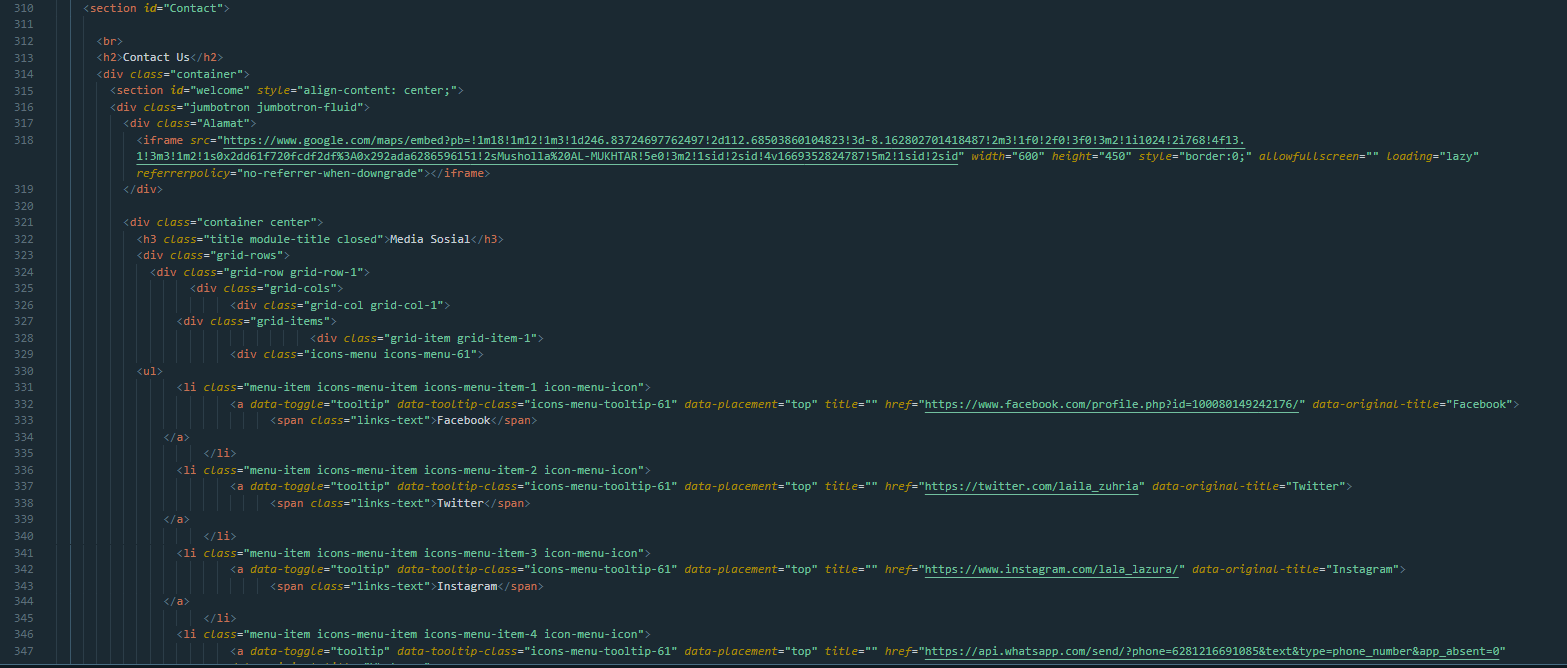 310 <section id="Contact">
311
312 <br>
313 <h2>Contact Us</h2>
314 <div class="container">
315 <section id="welcome" style="align-content: center;">
316 <div class="jumbotron jumbotron-fluid">
317 <div class="Alamat">
318 <iframe src="https://www.google.com/maps/embed?pb=!1m18!1m12!1m3!1d246.83724697762497!2d112.68503860104823!3d-8.162802701418487!2m3!1f0!2f0!3f0!3m2!1i1024!2i768!4f13.
1!3m3!1m2!1s0x2dd61f720fcdf2df%3A0x292ada6286596151!2sMusholla%20AL-MUKHTAR!5e0!3m2!1sid!2sid!4v1669352824787!5m2!1sid!2sid" width="600" height="450" style="border:0;" allowfullscreen="" loading="lazy"
referrerpolicy="no-referrer-when-downgrade"></iframe>
319 </div>
320
321 <div class="container center">
322 <h3 class="title module-title closed">Media Sosial</h3>
323 <div class="grid-rows">
324 <div class="grid-row grid-row-1">
325 <div class="grid-cols">
326 <div class="grid-col grid-col-1">
327 <div class="grid-items">
328 <div class="grid-item grid-item-1">
329 <div class="icons-menu icons-menu-61">
330 <ul>
331 <li class="menu-item icons-menu-item icons-menu-item-1 icon-menu-icon">
332 <a data-toggle="tooltip" data-tooltip-class="icons-menu-tooltip-61" data-placement="top" title="" href="https://www.facebook.com/profile.php?id=100080149242176/" data-original-title="Facebook">
333 <span class="links-text">Facebook</span>
334 </a>
335 </li>
336 <li class="menu-item icons-menu-item icons-menu-item-2 icon-menu-icon">
337 <a data-toggle="tooltip" data-tooltip-class="icons-menu-tooltip-61" data-placement="top" title="" href="https://twitter.com/laila_zuhria" data-original-title="Twitter">
338 <span class="links-text">Twitter</span>
339 </a>
340 </li>
341 <li class="menu-item icons-menu-item icons-menu-item-3 icon-menu-icon">
342 <a data-toggle="tooltip" data-tooltip-class="icons-menu-tooltip-61" data-placement="top" title="" href="https://www.instagram.com/lala_lazura/" data-original-title="Instagram">
343 <span class="links-text">Instagram</span>
344 </a>
345 </li>
346 <li class="menu-item icons-menu-item icons-menu-item-4 icon-menu-icon">
347 <a data-toggle="tooltip" data-tooltip-class="icons-menu-tooltip-61" data-placement="top" title="" href="https://api.whatsapp.com/send/?phone=6281216691085&text&type=phone_number&app_absent=0"